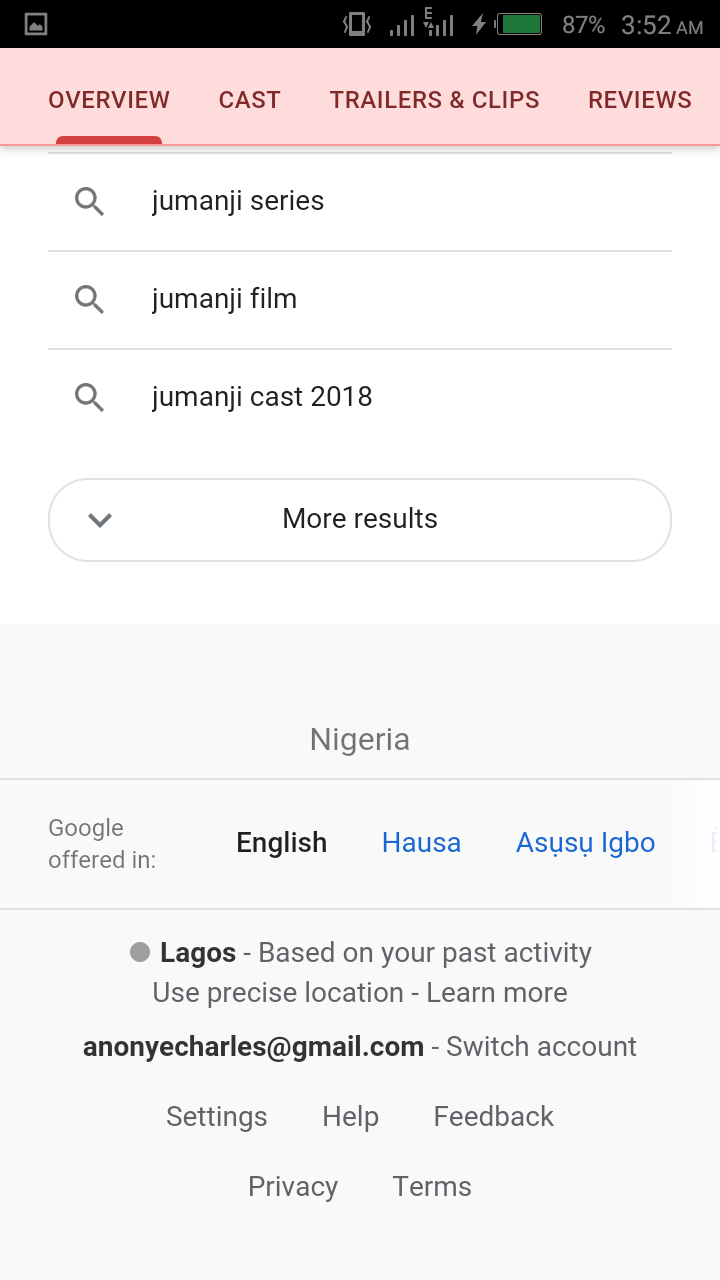 E
87% 3:52 AM
OVERVIEW CAST TRAILERS & CLIPS REVIEWS
jumanji series
jumanji film
jumanji cast 2018
More results
Nigeria
Google
offered in:
English Hausa Asụsụ Igbo
Lagos - Based on your past activity
Use precise location - Learn more
anonyecharles@gmail.com - Switch account
Settings Help Feedback
Privacy Terms